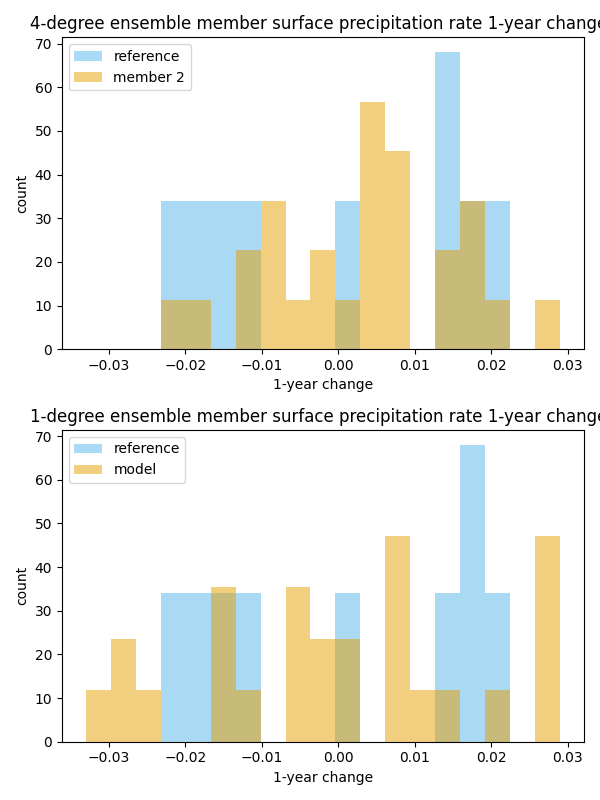 4-degree ensemble member surface precipitation rate 1-year change
reference
member 2
70
60
50
40
30
20
10
0
count
−0.03 −0.02 −0.01 0.00 0.01 0.02 0.03
1-year change
1-degree ensemble member surface precipitation rate 1-year change
reference
model
70
60
50
40
30
20
10
0
count
−0.03 −0.02 −0.01 0.00 0.01 0.02 0.03
1-year change